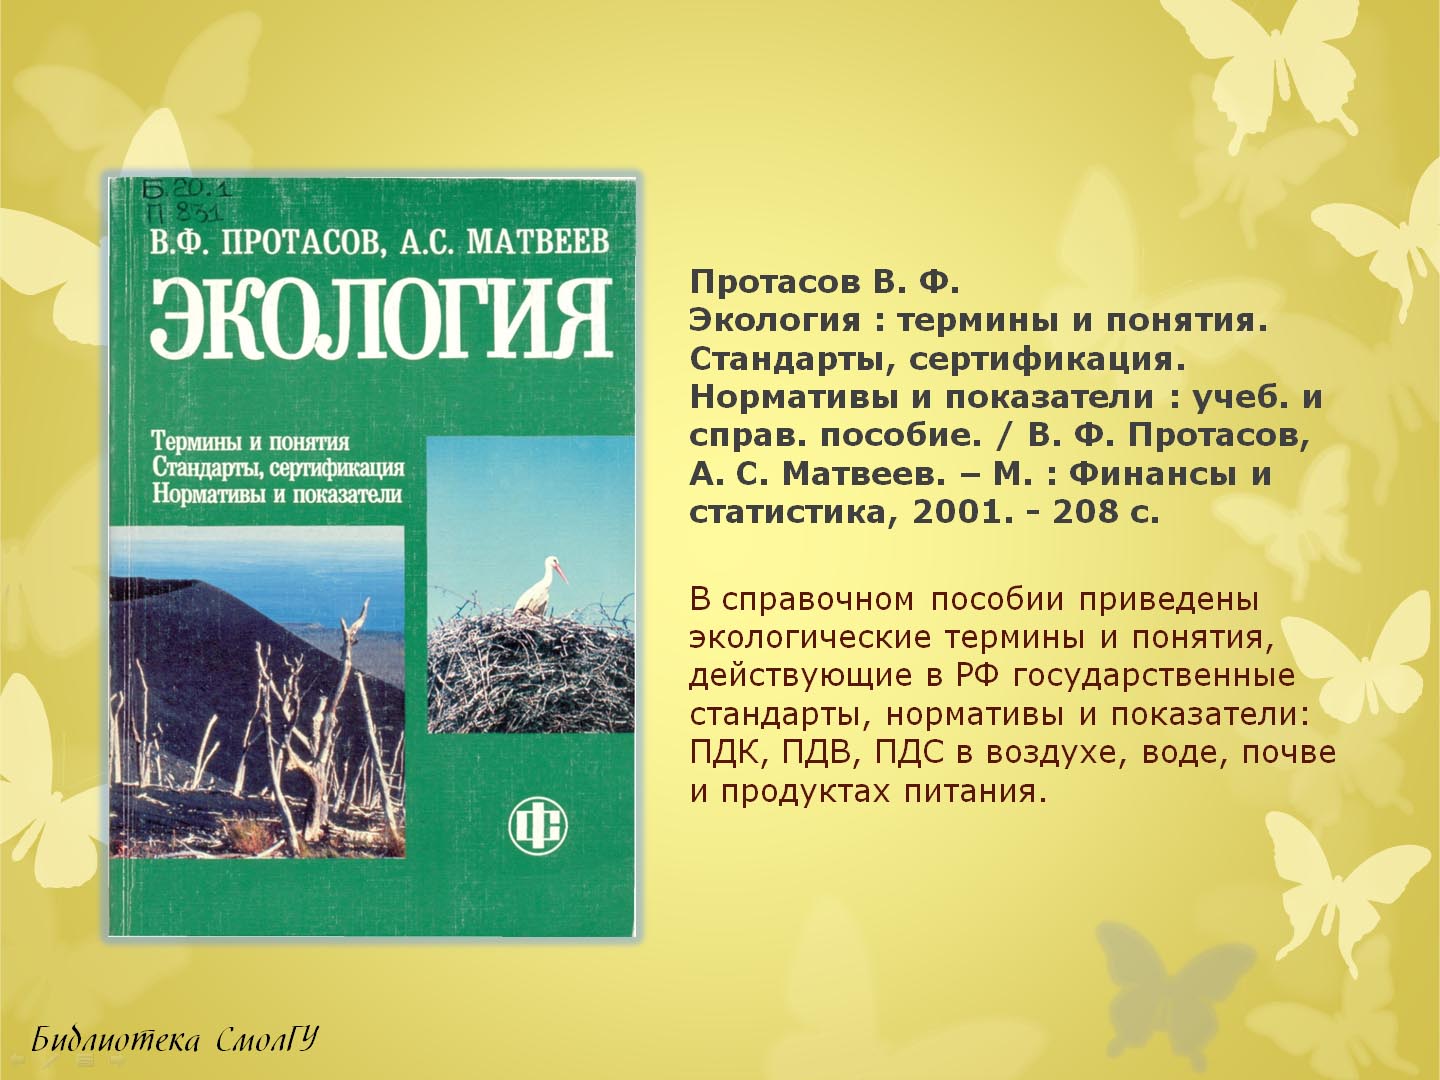 Б.20.1
П 831
В.Ф. ПРОТАСОВ, А.С. МАТВЕЕВ
ЭКОЛОГИЯ
Термины и понятия
Стандарты, сертификация
Нормативы и показатели
ФС
Протасов В. Ф.
Экология : термины и понятия.
Стандарты, сертификация.
Нормативы и показатели : учеб. и
справ. пособие. / В. Ф. Протасов,
А. С. Матвеев. – М. : Финансы и
статистика, 2001. - 208 с.
В справочном пособии приведены
экологические термины и понятия,
действующие в РФ государственные
стандарты, нормативы и показатели:
ПДК, ПДВ, ПДС в воздухе, воде, почве
и продуктах питания.
Библиотека СмолГУ